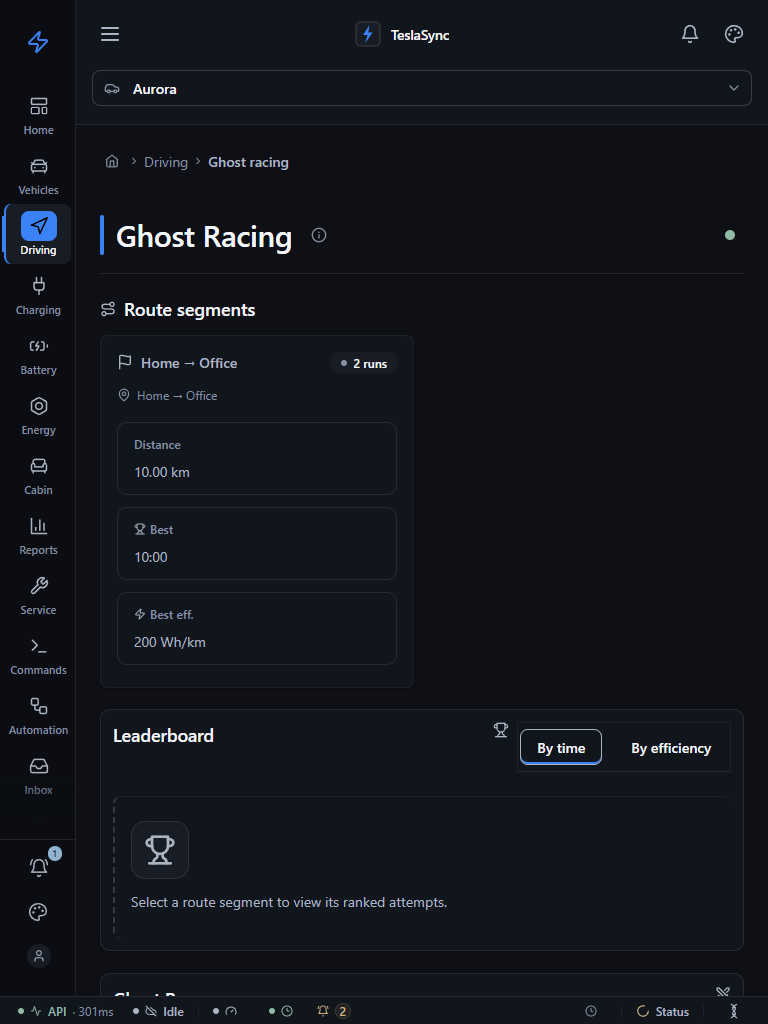 TeslaSync
Aurora
Home
Vehicles
Driving
Charging
Battery
Energy
Cabin
Reports
Service
Commands
Automation
Inbox
1
Driving > Ghost racing
Ghost Racing
Route segments
Home → Office
2 runs
Home → Office
Distance
10.00 km
Best
10:00
Best eff.
200 Wh/km
Leaderboard
By time
By efficiency
Select a route segment to view its ranked attempts.
API · 301ms
Idle
2
Status